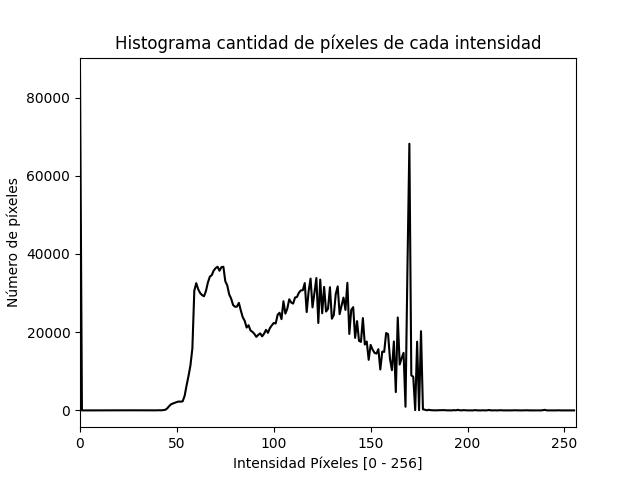 Histograma cantidad de píxeles de cada intensidad
Número de píxeles
80000
60000
40000
20000
0
0 50 100 150 200 250
Intensidad Píxeles [0 - 256]